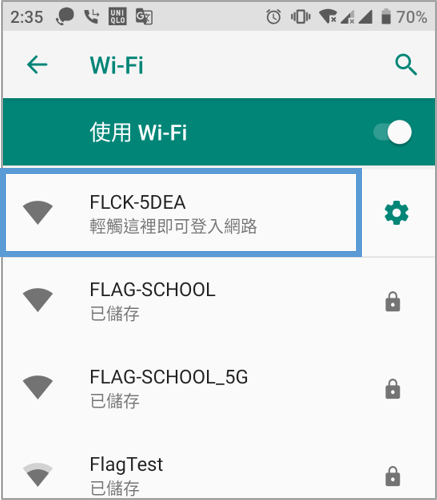 2:35
UNI
QLO
G
70%
Wi-Fi
使用 Wi-Fi
FLCK-5DEA
輕觸這裡即可登入網路
FLAG-SCHOOL
已儲存
FLAG-SCHOOL_5G
已儲存
FlagTest
已儲存